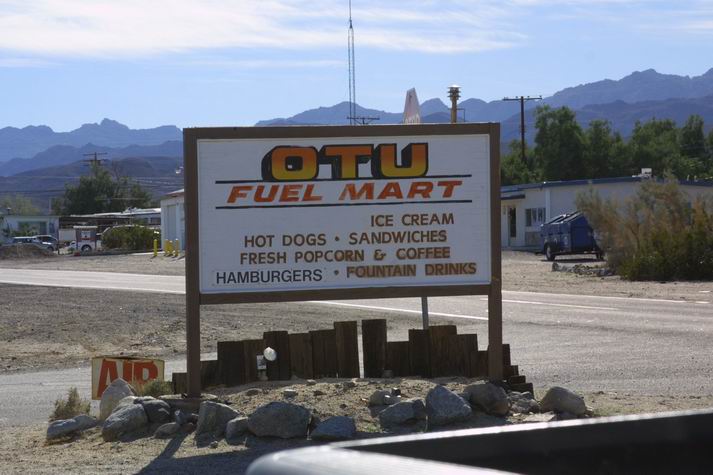 OTU
FUEL MART
ICE CREAM
HOT DOGS · SANDWICHES
FRESH POPCORN & COFFEE
HAMBURGERS · FOUNTAIN DRINKS
AIR